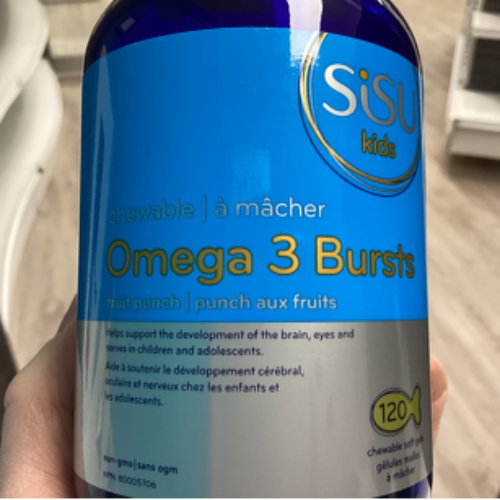 SiSU
kids
chewable | à mâcher
Omega 3 Bursts
fruit punch | punch aux fruits
Helps support the development of the brain, eyes and
nerves in children and adolescents.
Aide à soutenir le développement cérébral,
oculaire et nerveux chez les enfants et
les adolescents.
120
chewable soft gels
gélules molles
à mâcher
non-gmo | sans ogm
NPN 80005706